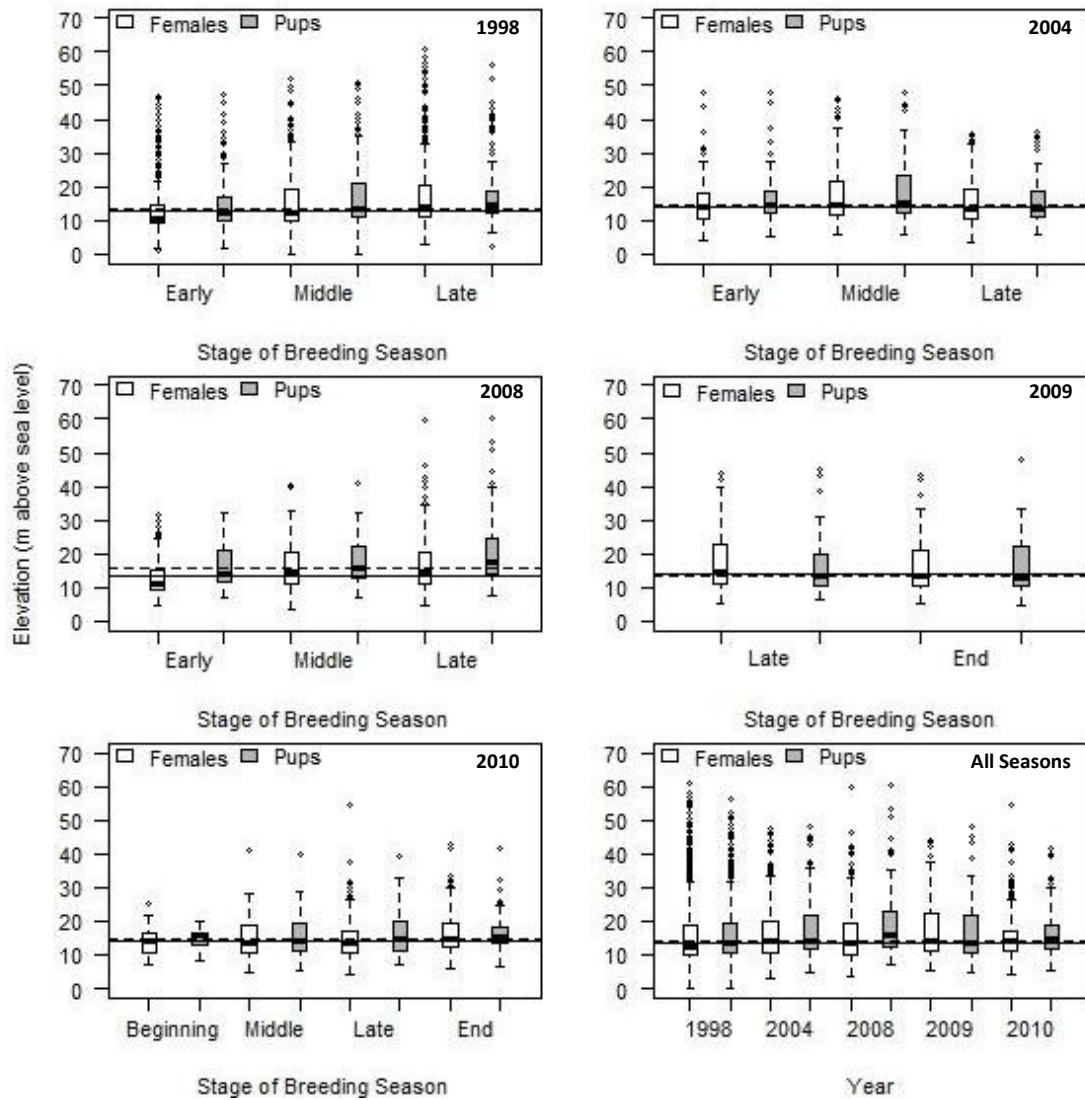 Elevation (m above sea level)
Females Pups 1998
70
60
50
40
30
20
10
0
Early Middle Late
Stage of Breeding Season
Females Pups 2004
70
60
50
40
30
20
10
0
Early Middle Late
Stage of Breeding Season
Females Pups 2008
70
60
50
40
30
20
10
0
Early Middle Late
Stage of Breeding Season
Females Pups 2009
70
60
50
40
30
20
10
0
Late End
Stage of Breeding Season
Females Pups 2010
70
60
50
40
30
20
10
0
Beginning Middle Late End
Stage of Breeding Season
Females Pups All Seasons
70
60
50
40
30
20
10
0
1998 2004 2008 2009 2010
Year